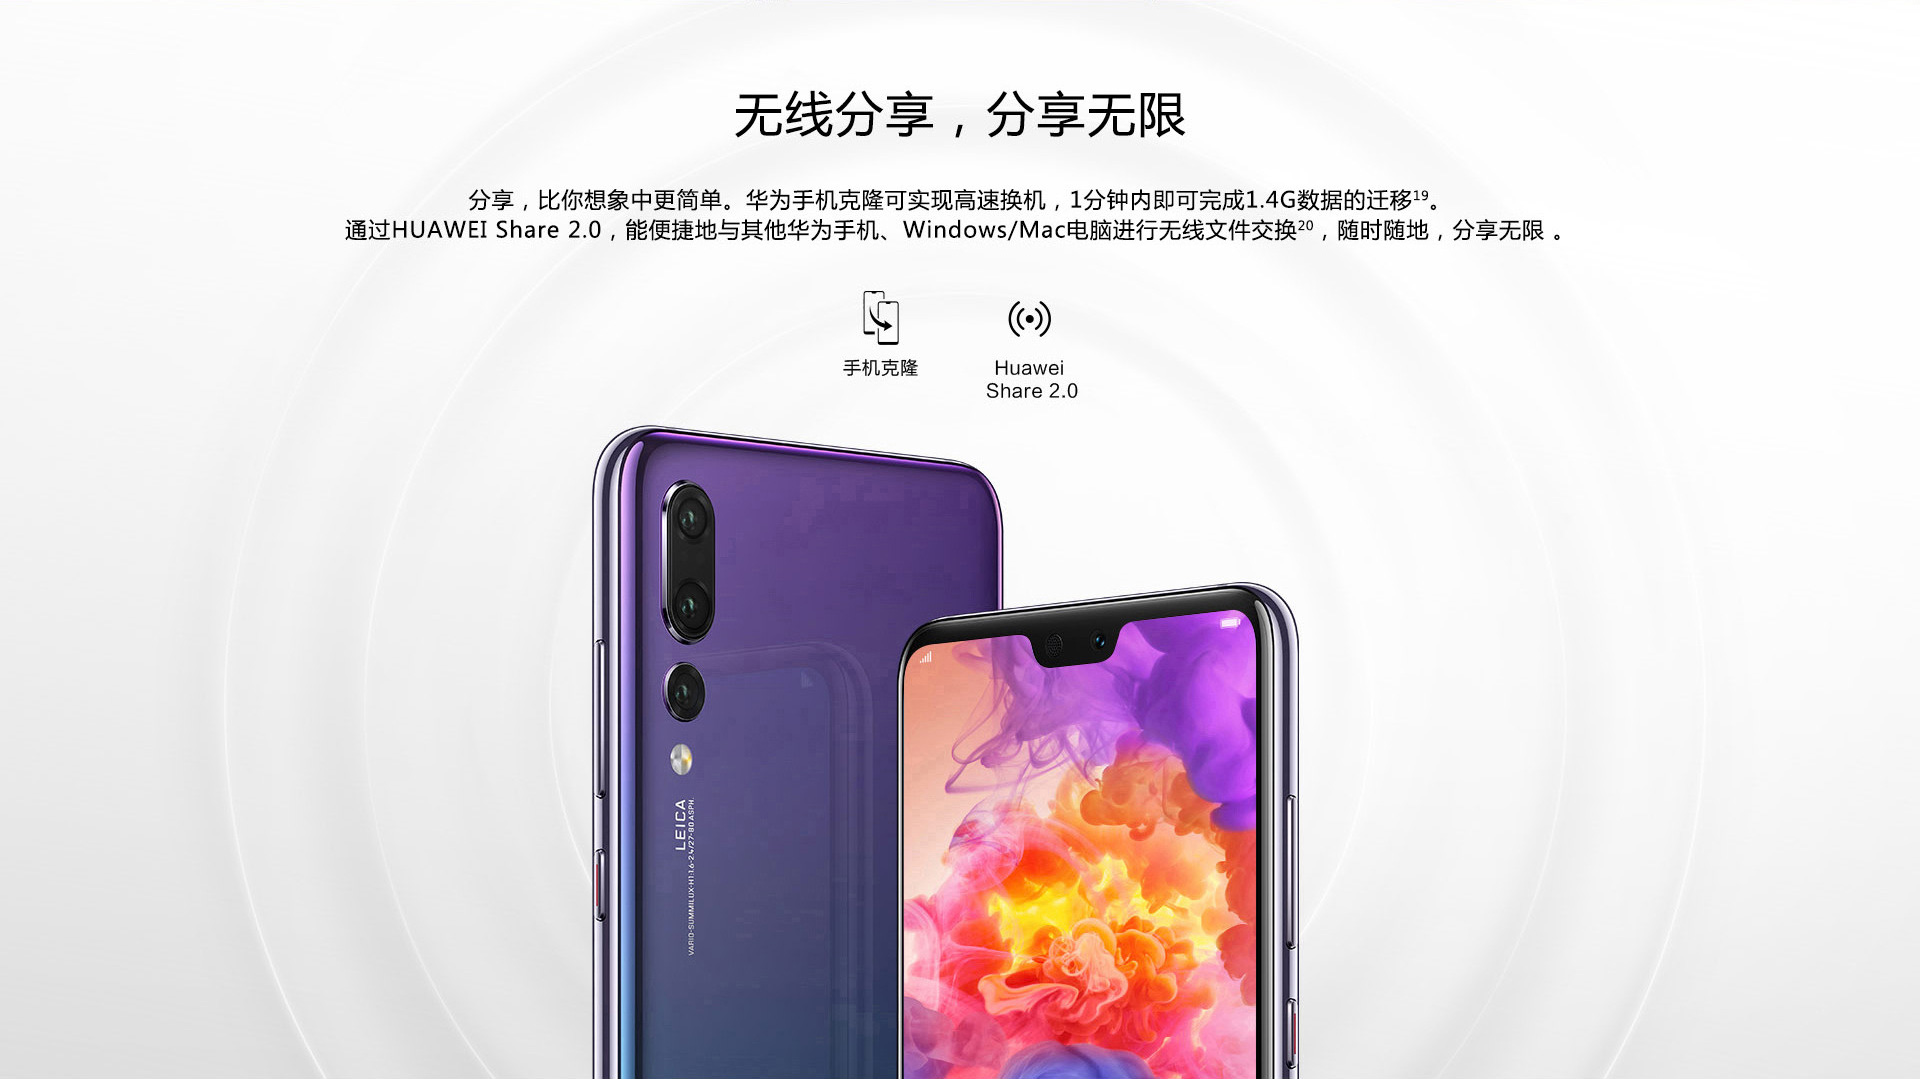 无线分享，分享无限
分享，比你想象中更简单。华为手机克隆可实现高速换机，1分钟内即可完成1.4G数据的迁移¹⁹。
通过HUAWEI Share 2.0，能便捷地与其他华为手机、Windows/Mac电脑进行无线文件交换²⁰，随时随地，分享无限 。
手机克隆
Huawei
Share 2.0
LEICA
VARIO-SUMMILUX-H 1:1.6-2.4/27-80 ASPH.